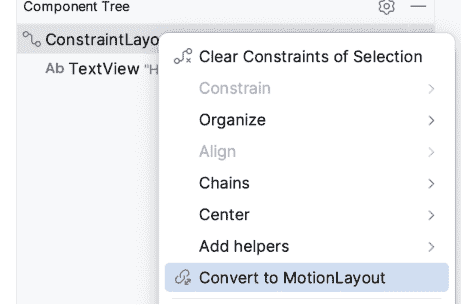 Component Tree
ConstraintLayo
Clear Constraints of Selection
Ab TextView "H
Constrain
Organize
Align
Chains
Center
Add helpers
Convert to MotionLayout